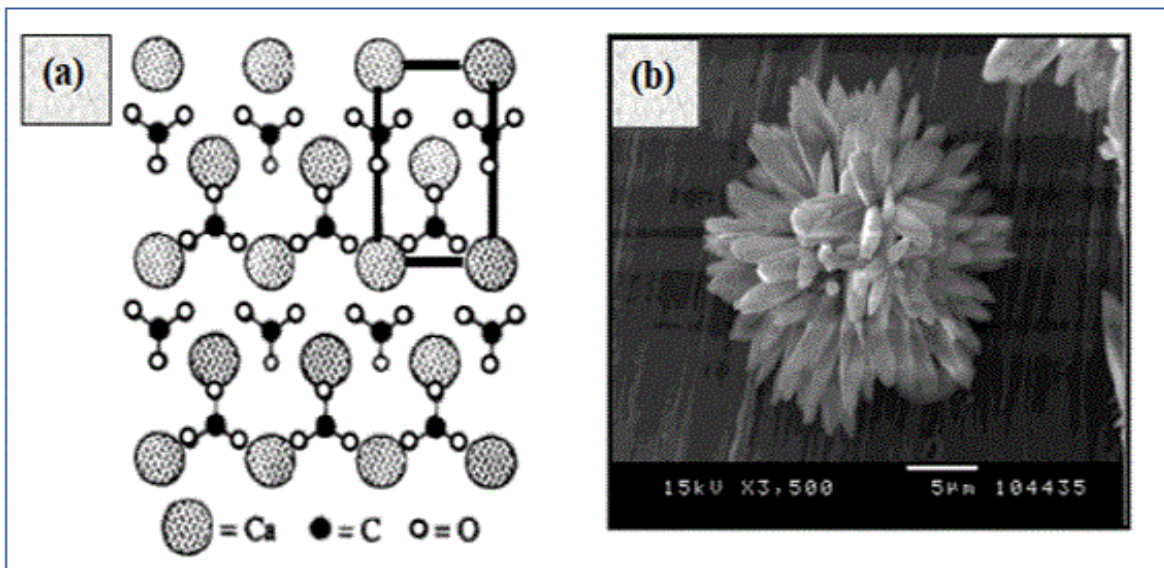 (a)
(b)
= Ca = C = O
15kV X3,500 5μm 104435